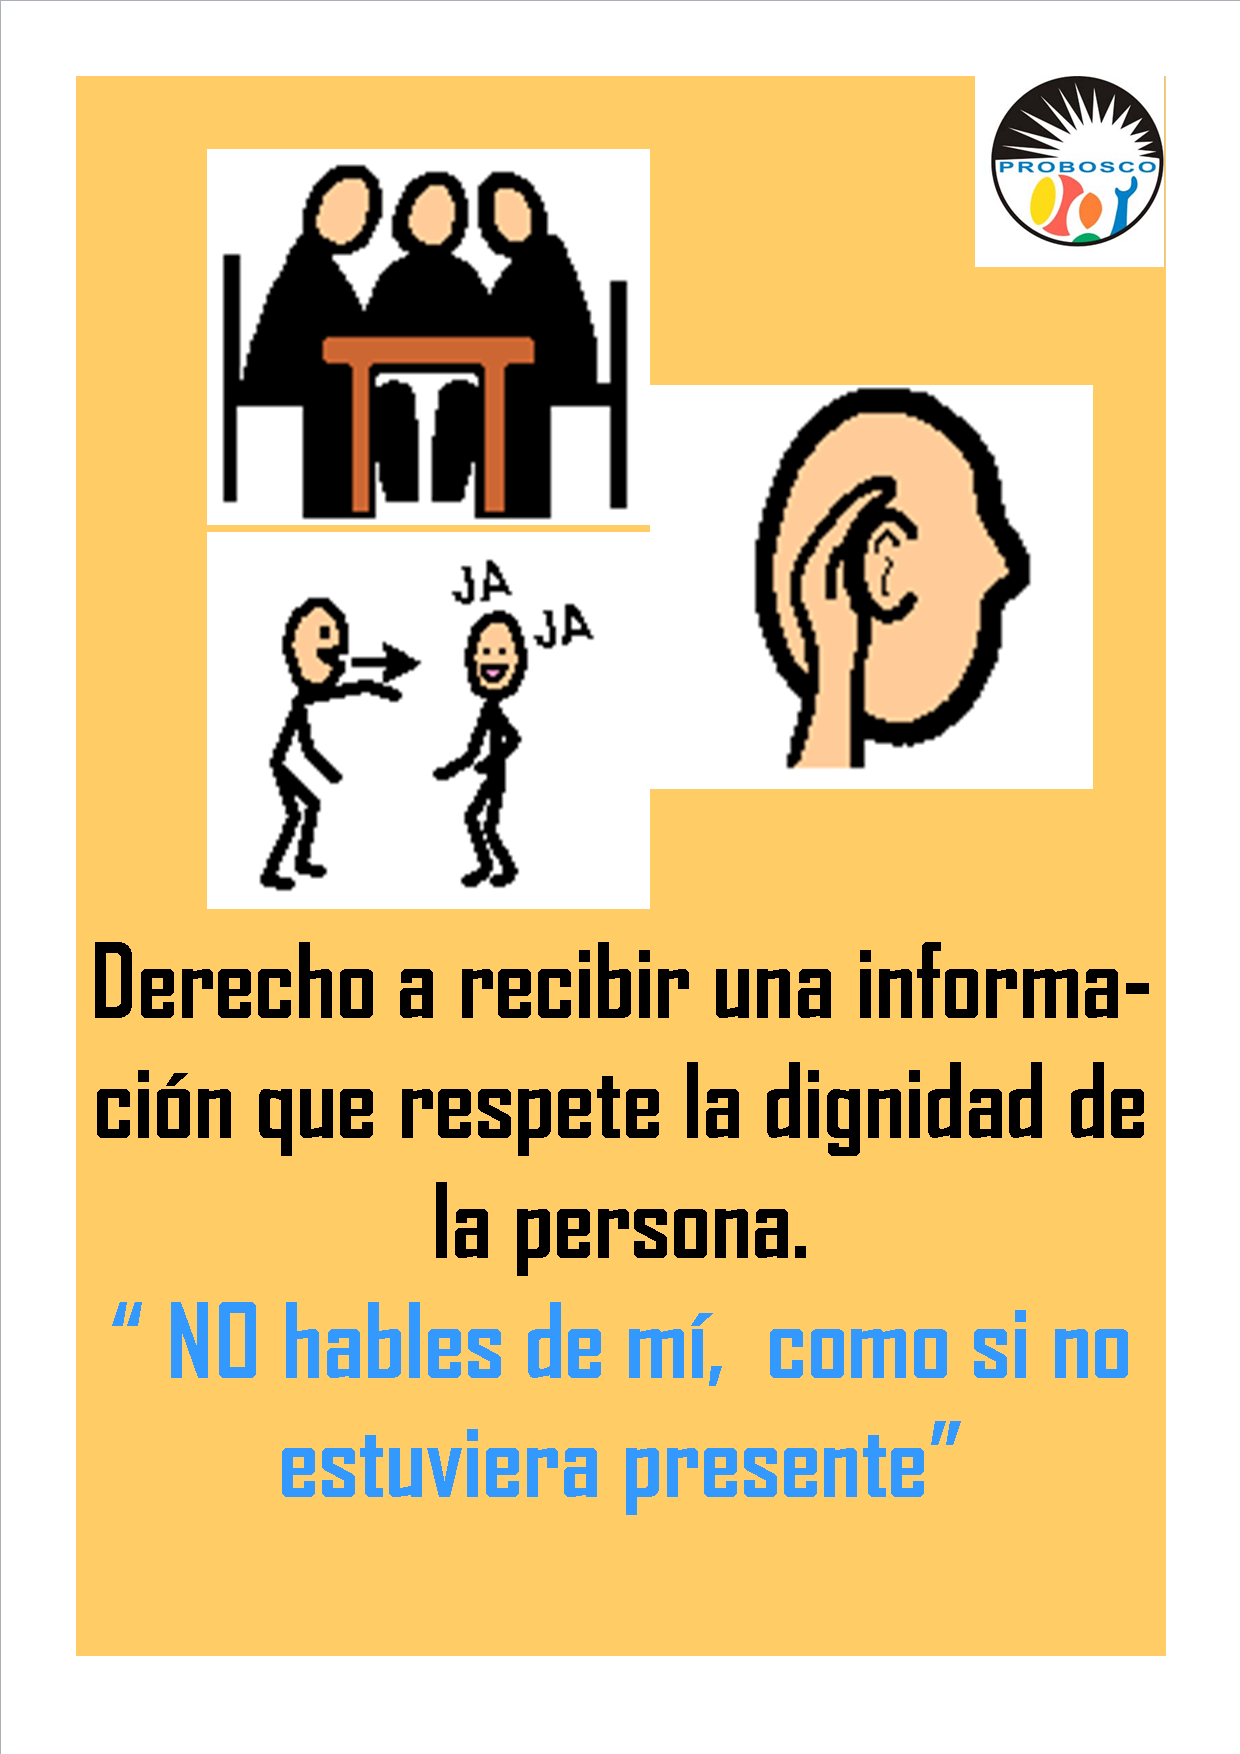 PROBOSCO
JA
JA
Derecho a recibir una informa-
ción que respete la dignidad de
la persona.
“ NO hables de mí,  como si no
estuviera presente”